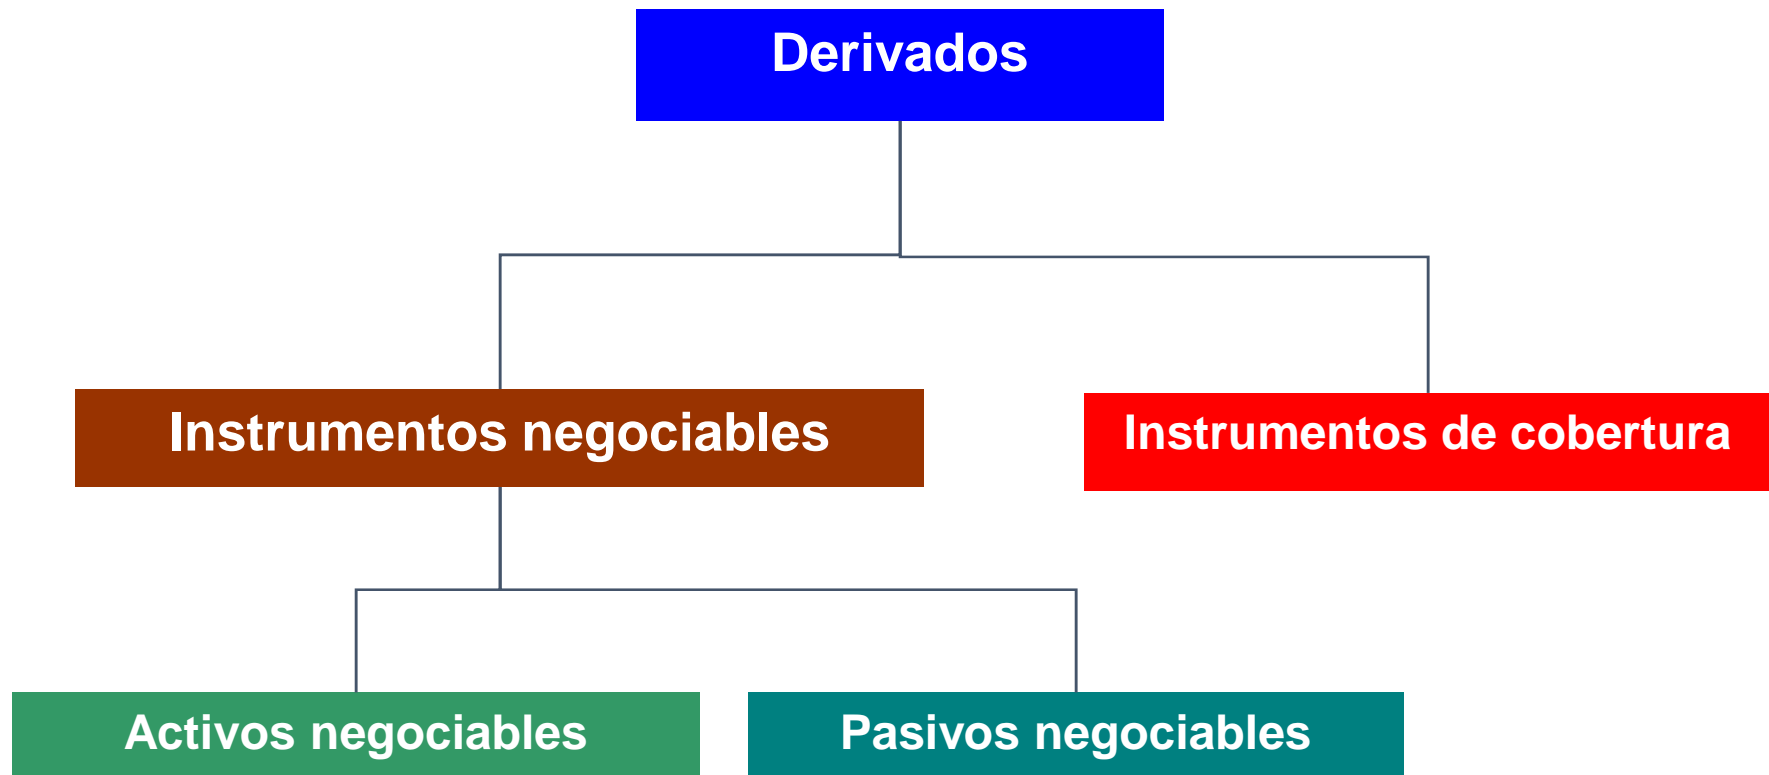 Derivados
Instrumentos negociables
Instrumentos de cobertura
Activos negociables
Pasivos negociables